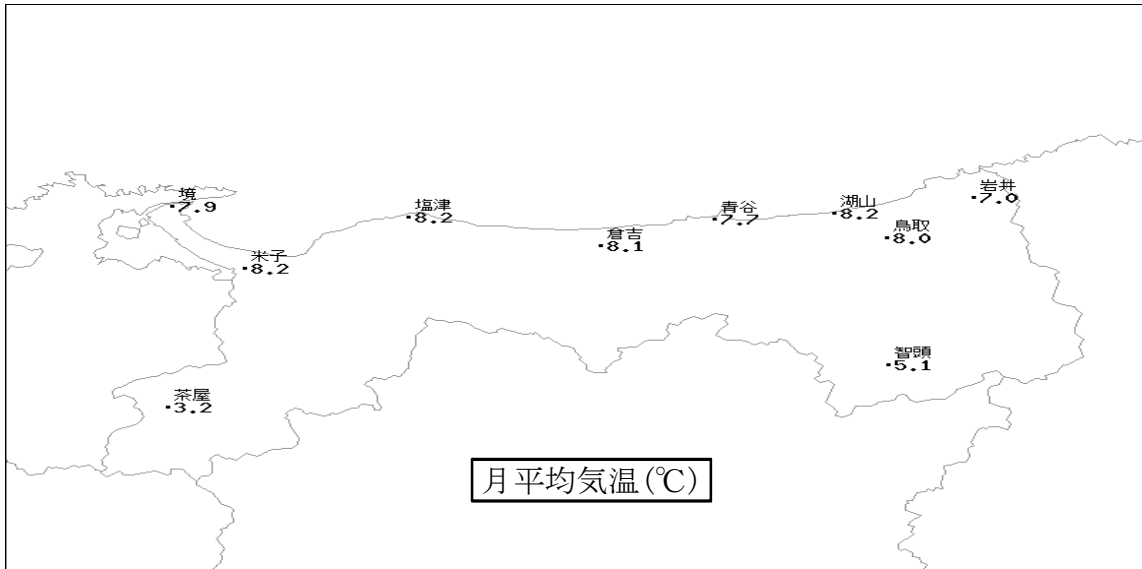 岩井
7.0
境
7.9
塩津
8.2
青谷
7.7
湖山
8.2
鳥取
8.0
倉吉
8.1
米子
8.2
智頭
5.1
茶屋
3.2
月平均気温(℃)